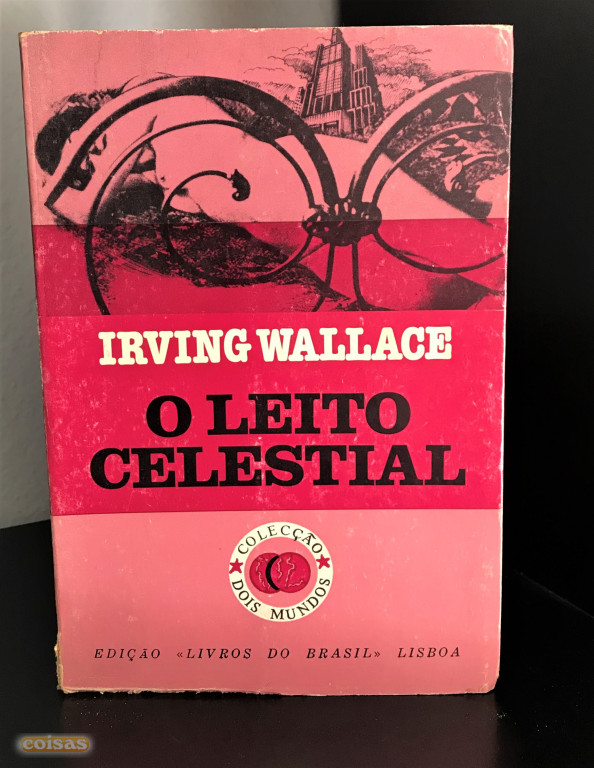 IRVING WALLACE
O LEITO
CELESTIAL
COLECÇÃO
DOIS MUNDOS
EDIÇÃO «LIVROS DO BRASIL» LISBOA
coisas